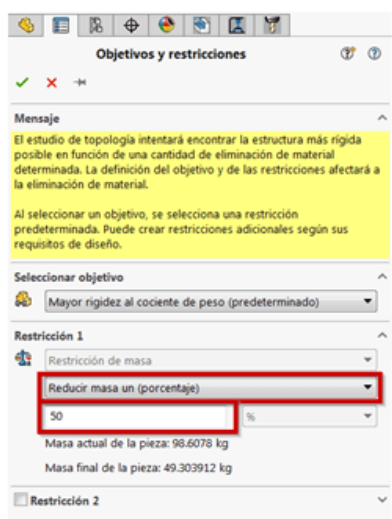 Objetivos y restricciones
Mensaje
El estudio de topología intentará encontrar la estructura más rígida
posible en función de una cantidad de eliminación de material
determinada. La definición del objetivo y de las restricciones afectará a
la eliminación de material.
Al seleccionar un objetivo, se selecciona una restricción
predeterminada. Puede crear restricciones adicionales según sus
requisitos de diseño.
Seleccionar objetivo
Mayor rigidez al cociente de peso (predeterminado)
Restricción 1
Restricción de masa
Reducir masa un (porcentaje)
50 %
Masa actual de la pieza: 98.6078 kg
Masa final de la pieza: 49.303912 kg
Restricción 2